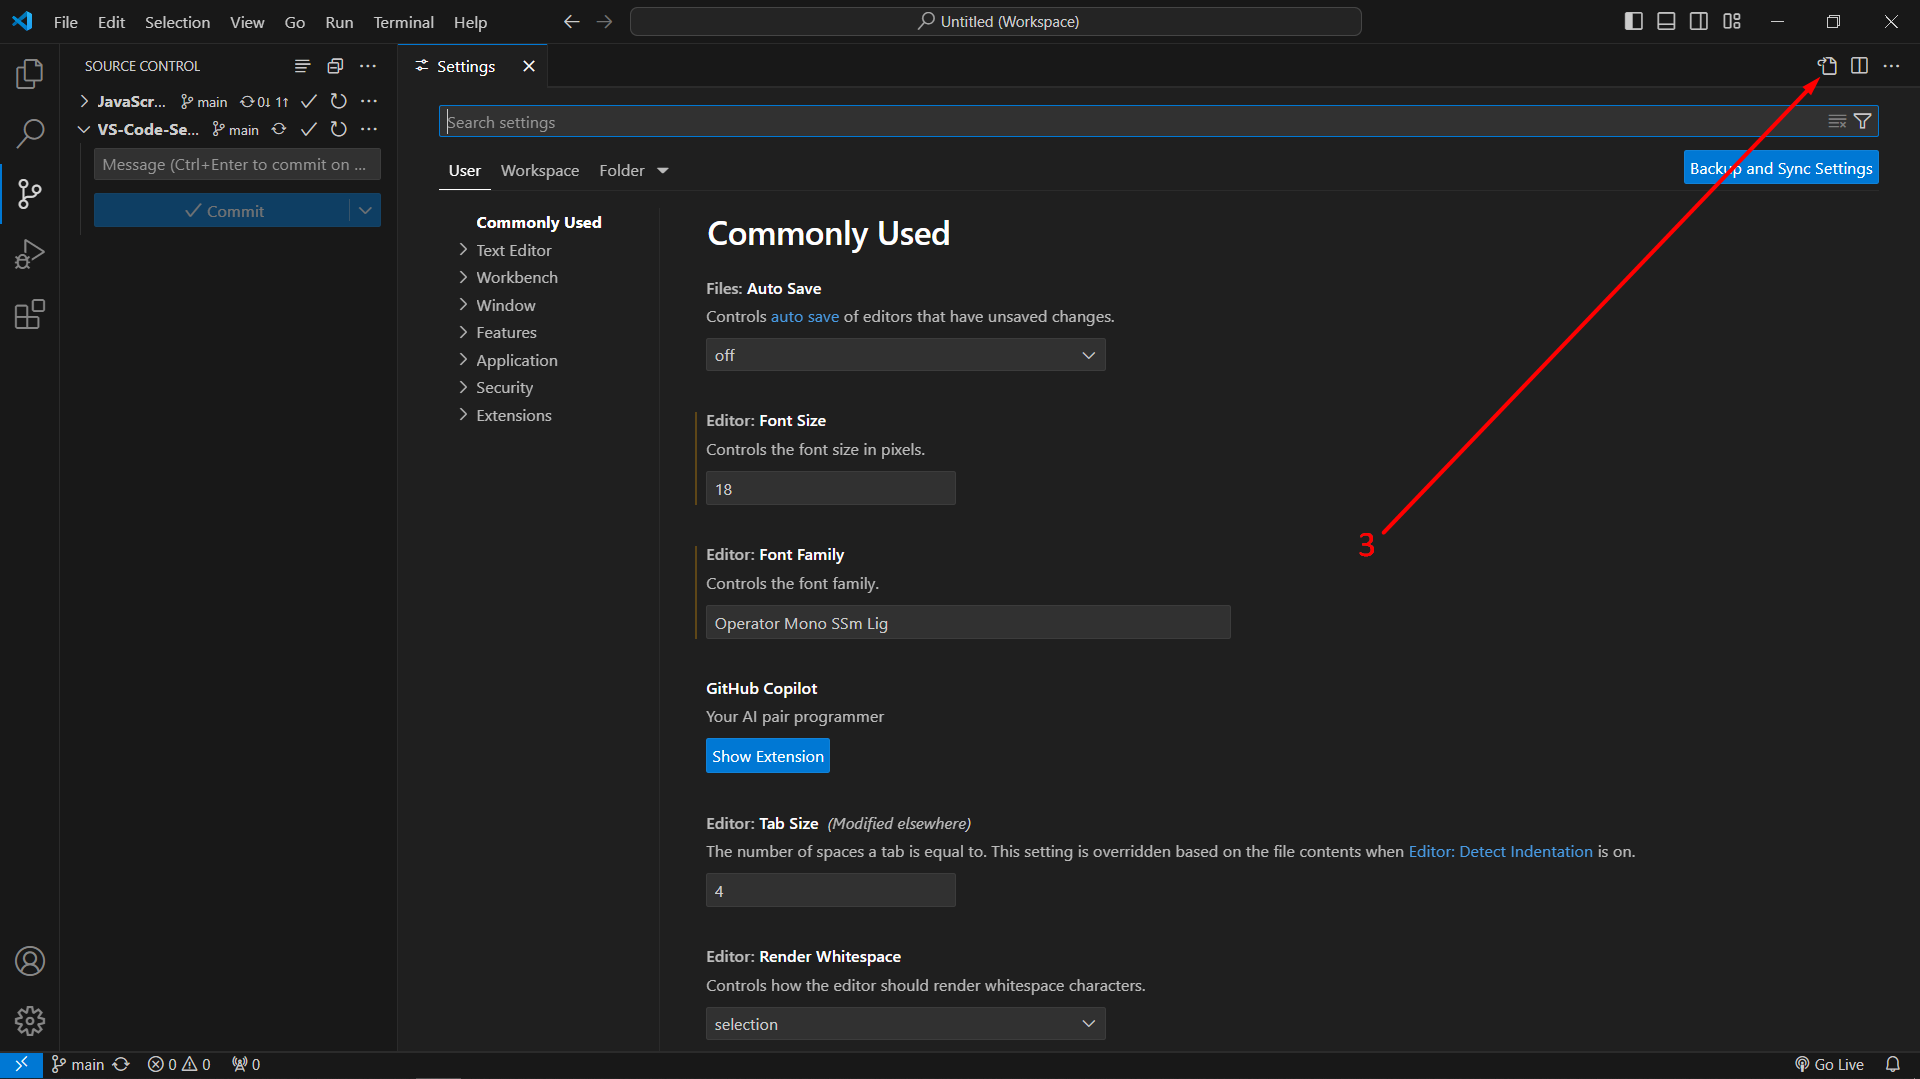 File Edit Selection View Go Run Terminal Help Untitled (Workspace)
SOURCE CONTROL
JavaScr... main 0↓ 1↑
VS-Code-Se... main
Message (Ctrl+Enter to commit on ...
Commit
Settings
Search settings
User Workspace Folder
Backup and Sync Settings
Commonly Used
Text Editor
Workbench
Window
Features
Application
Security
Extensions
Commonly Used
Files: Auto Save
Controls auto save of editors that have unsaved changes.
off
Editor: Font Size
Controls the font size in pixels.
18
Editor: Font Family
Controls the font family.
Operator Mono SSm Lig
3
GitHub Copilot
Your AI pair programmer
Show Extension
Editor: Tab Size (Modified elsewhere)
The number of spaces a tab is equal to. This setting is overridden based on the file contents when Editor: Detect Indentation is on.
4
Editor: Render Whitespace
Controls how the editor should render whitespace characters.
selection
main 0 0 0 Go Live